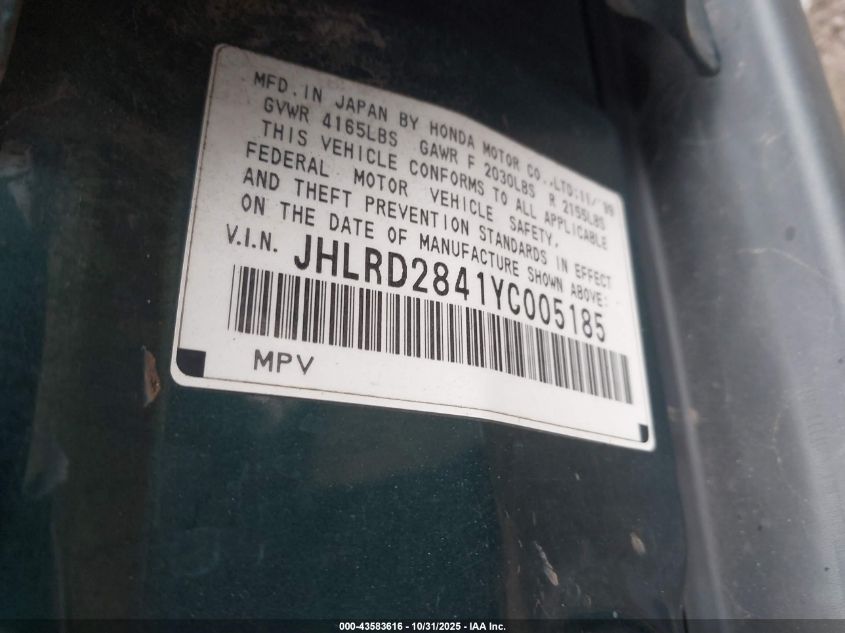 MFD.IN JAPAN BY HONDA MOTOR CO.,LTD:11/'99
GVWR 4165LBS GAWR F 2030LBS R 2155LBS
THIS VEHICLE CONFORMS TO ALL APPLICABLE
FEDERAL MOTOR VEHICLE SAFETY,
AND THEFT PREVENTION STANDARDS IN EFFECT
ON THE DATE OF MANUFACTURE SHOWN ABOVE:
V.I.N. JHLRD2841YC005185
MPV
000-43583616 - 10/31/2025 - IAA Inc.